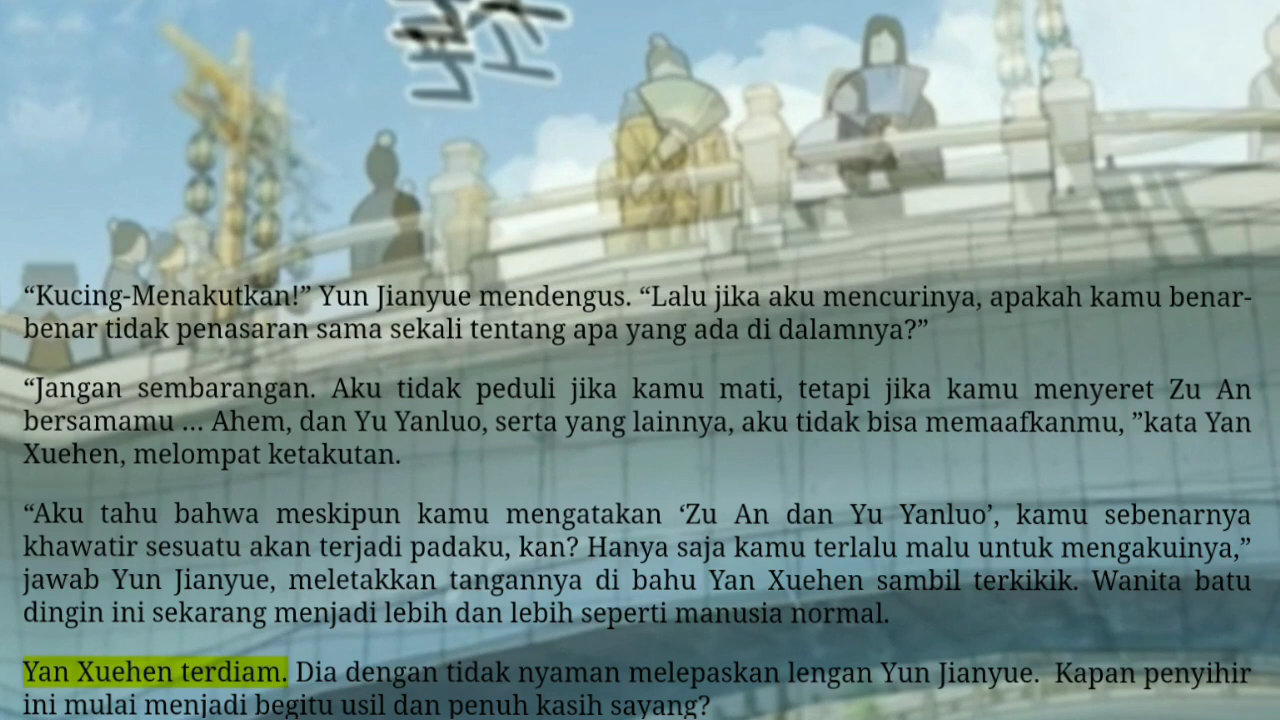 “Kucing-Menakutkan!” Yun Jianyue mendengus. “Lalu jika aku mencurinya, apakah kamu benar-
benar tidak penasaran sama sekali tentang apa yang ada di dalamnya?”
“Jangan sembarangan. Aku tidak peduli jika kamu mati, tetapi jika kamu menyeret Zu An
bersamamu ... Ahem, dan Yu Yanluo, serta yang lainnya, aku tidak bisa memaafkanmu, ”kata Yan
Xuehen, melompat ketakutan.
“Aku tahu bahwa meskipun kamu mengatakan ‘Zu An dan Yu Yanluo’, kamu sebenarnya
khawatir sesuatu akan terjadi padaku, kan? Hanya saja kamu terlalu malu untuk mengakuinya,”
jawab Yun Jianyue, meletakkan tangannya di bahu Yan Xuehen sambil terkikik. Wanita batu
dingin ini sekarang menjadi lebih dan lebih seperti manusia normal.
Yan Xuehen terdiam. Dia dengan tidak nyaman melepaskan lengan Yun Jianyue.  Kapan penyihir
ini mulai menjadi begitu usil dan penuh kasih sayang?